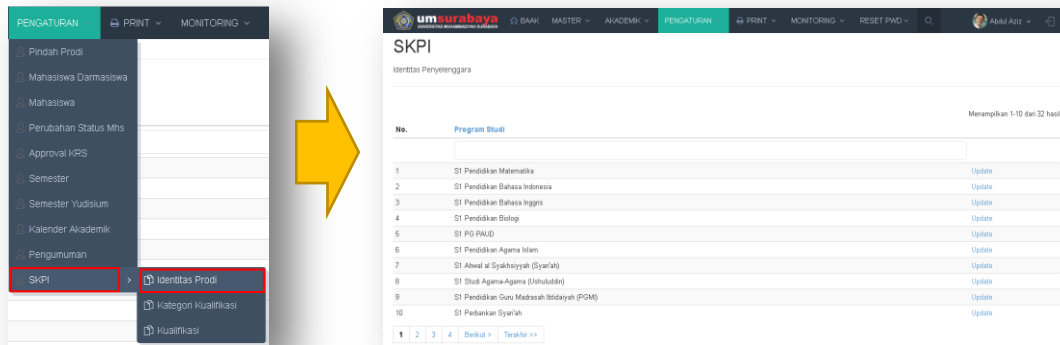 PENGATURAN PRINT MONITORING
Pindah Prodi
Mahasiswa Darmasiswa
Mahasiswa
Perubahan Status Mhs
Approval KRS
Semester
Semester Yudisium
Kalender Akademik
Pengumuman
SKPI > Identitas Prodi
Kategori Kualifikasi
Kualifikasi
umsurabaya BAAK MASTER AKADEMIK PENGATURAN PRINT MONITORING RESET PWD Abdul Aziz
UNIVERSITAS MUHAMMADIYAH SURABAYA
SKPI
Identitas Penyelenggara
Menampilkan 1-10 dari 32 hasil
No. Program Studi
1 S1 Pendidikan Matematika Update
2 S1 Pendidikan Bahasa Indonesia Update
3 S1 Pendidikan Bahasa Inggris Update
4 S1 Pendidikan Biologi Update
5 S1 PG PAUD Update
6 S1 Pendidikan Agama Islam Update
7 S1 Ahwal al Syakhsiyyah (Syari'ah) Update
8 S1 Studi Agama-Agama (Ushuluddin) Update
9 S1 Pendidikan Guru Madrasah Ibtidaiyah (PGMI) Update
10 S1 Perbankan Syari'ah Update
1 2 3 4 Berikut > Terakhir >>